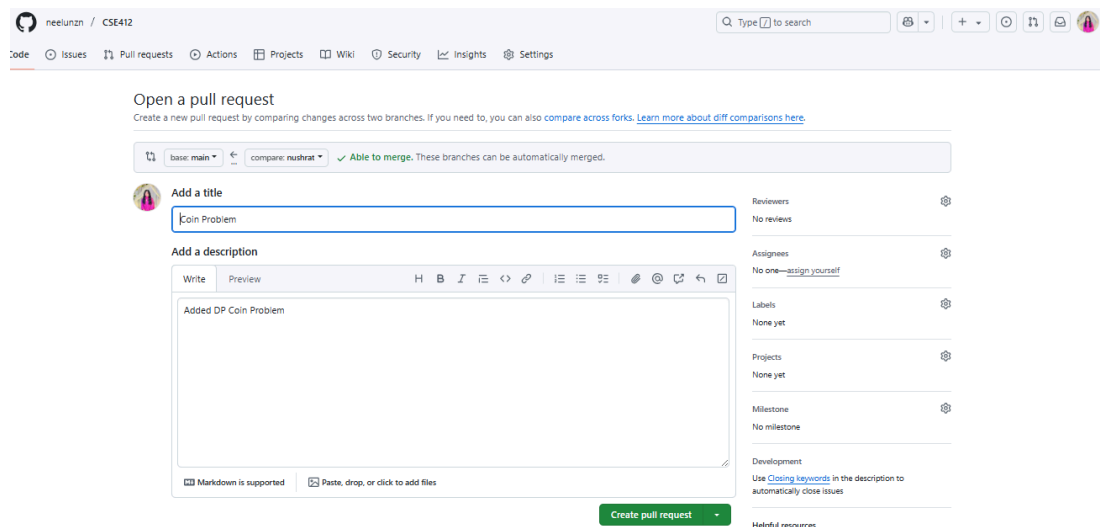 neelunzn / CSE412
Type / to search
Code Issues Pull requests Actions Projects Wiki Security Insights Settings
Open a pull request
Create a new pull request by comparing changes across two branches. If you need to, you can also compare across forks. Learn more about diff comparisons here.
base: main compare: nushrat Able to merge. These branches can be automatically merged.
Add a title
Coin Problem
Add a description
Write Preview
Added DP Coin Problem
Markdown is supported Paste, drop, or click to add files
Create pull request
Reviewers
No reviews
Assignees
No one—assign yourself
Labels
None yet
Projects
None yet
Milestone
No milestone
Development
Use Closing keywords in the description to
automatically close issues
Helpful resources